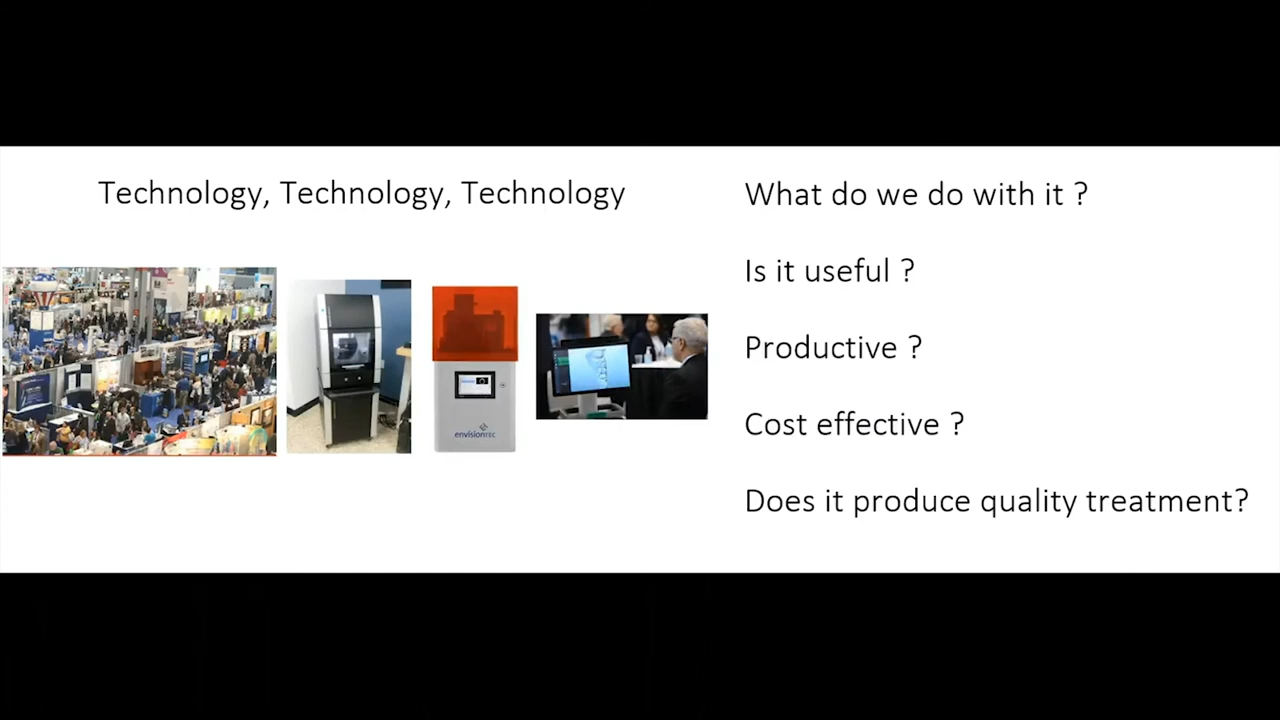 Technology, Technology, Technology
envisionTEC
What do we do with it ?
Is it useful ?
Productive ?
Cost effective ?
Does it produce quality treatment?